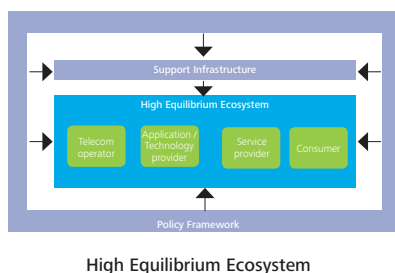 Support Infrastructure
High Equilibrium Ecosystem
Telecom
operator
Application /
Technology
provider
Service
provider
Consumer
Policy Framework
High Equilibrium Ecosystem